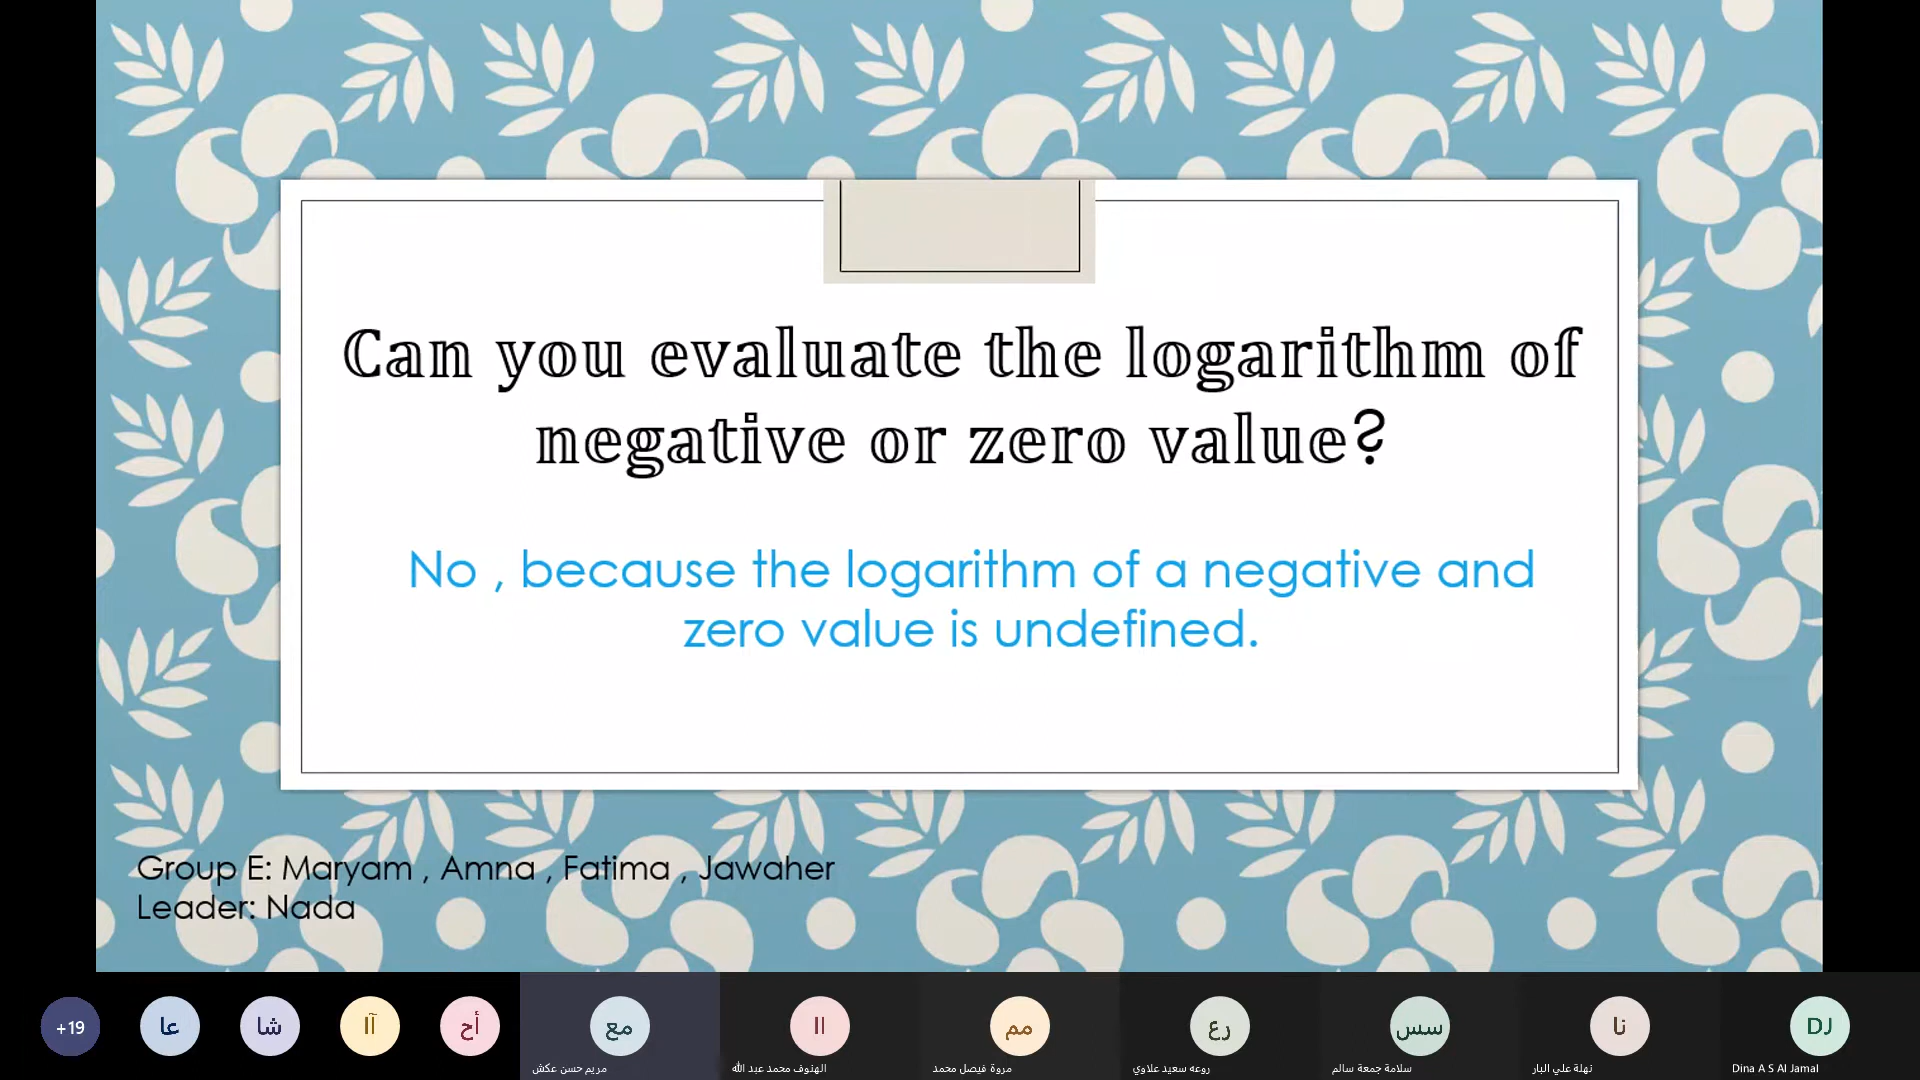 Can you evaluate the logarithm of
negative or zero value?
No , because the logarithm of a negative and
zero value is undefined.
Group E: Maryam , Amna , Fatima , Jawaher
Leader: Nada
+19
عا
شا
آا
أح
مع
مريم حسن عكش
اا
الهنوف محمد عبد الله
مم
مروة فيصل محمد
رع
روعه سعيد علاوي
سس
سلامة جمعة سالم
نا
نهلة علي البار
DJ
Dina A S Al Jamal